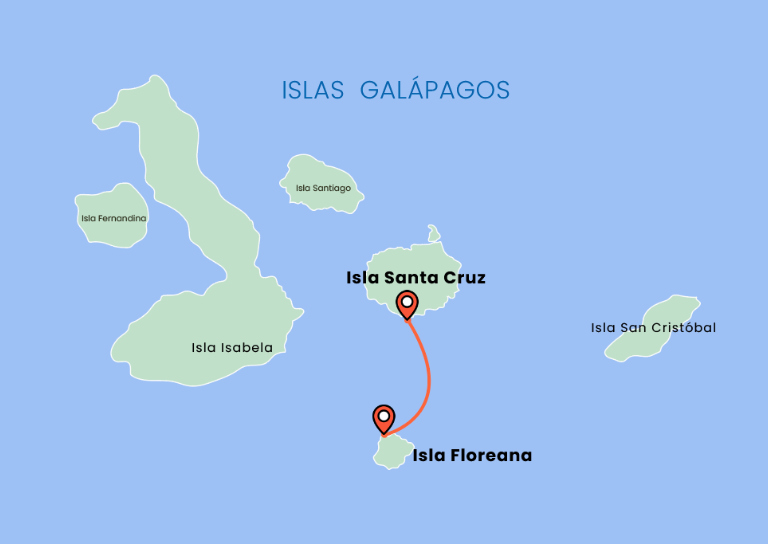 ISLAS GALÁPAGOS
Isla Santiago
Isla Fernandina
Isla Santa Cruz
Isla San Cristóbal
Isla Isabela
Isla Floreana